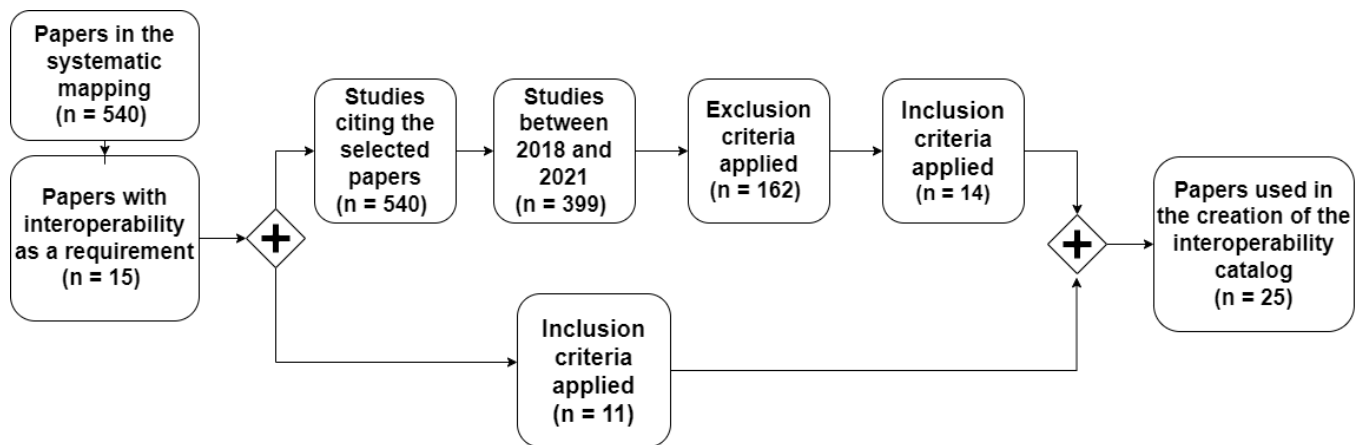 Papers in the
systematic
mapping
(n = 540)
Papers with
interoperability
as a requirement
(n = 15)
Studies
citing the
selected
papers
(n = 540)
Studies
between
2018 and
2021
(n = 399)
Exclusion
criteria
applied
(n = 162)
Inclusion
criteria
applied
(n = 14)
Inclusion
criteria
applied
(n = 11)
Papers used in
the creation of the
interoperability
catalog
(n = 25)